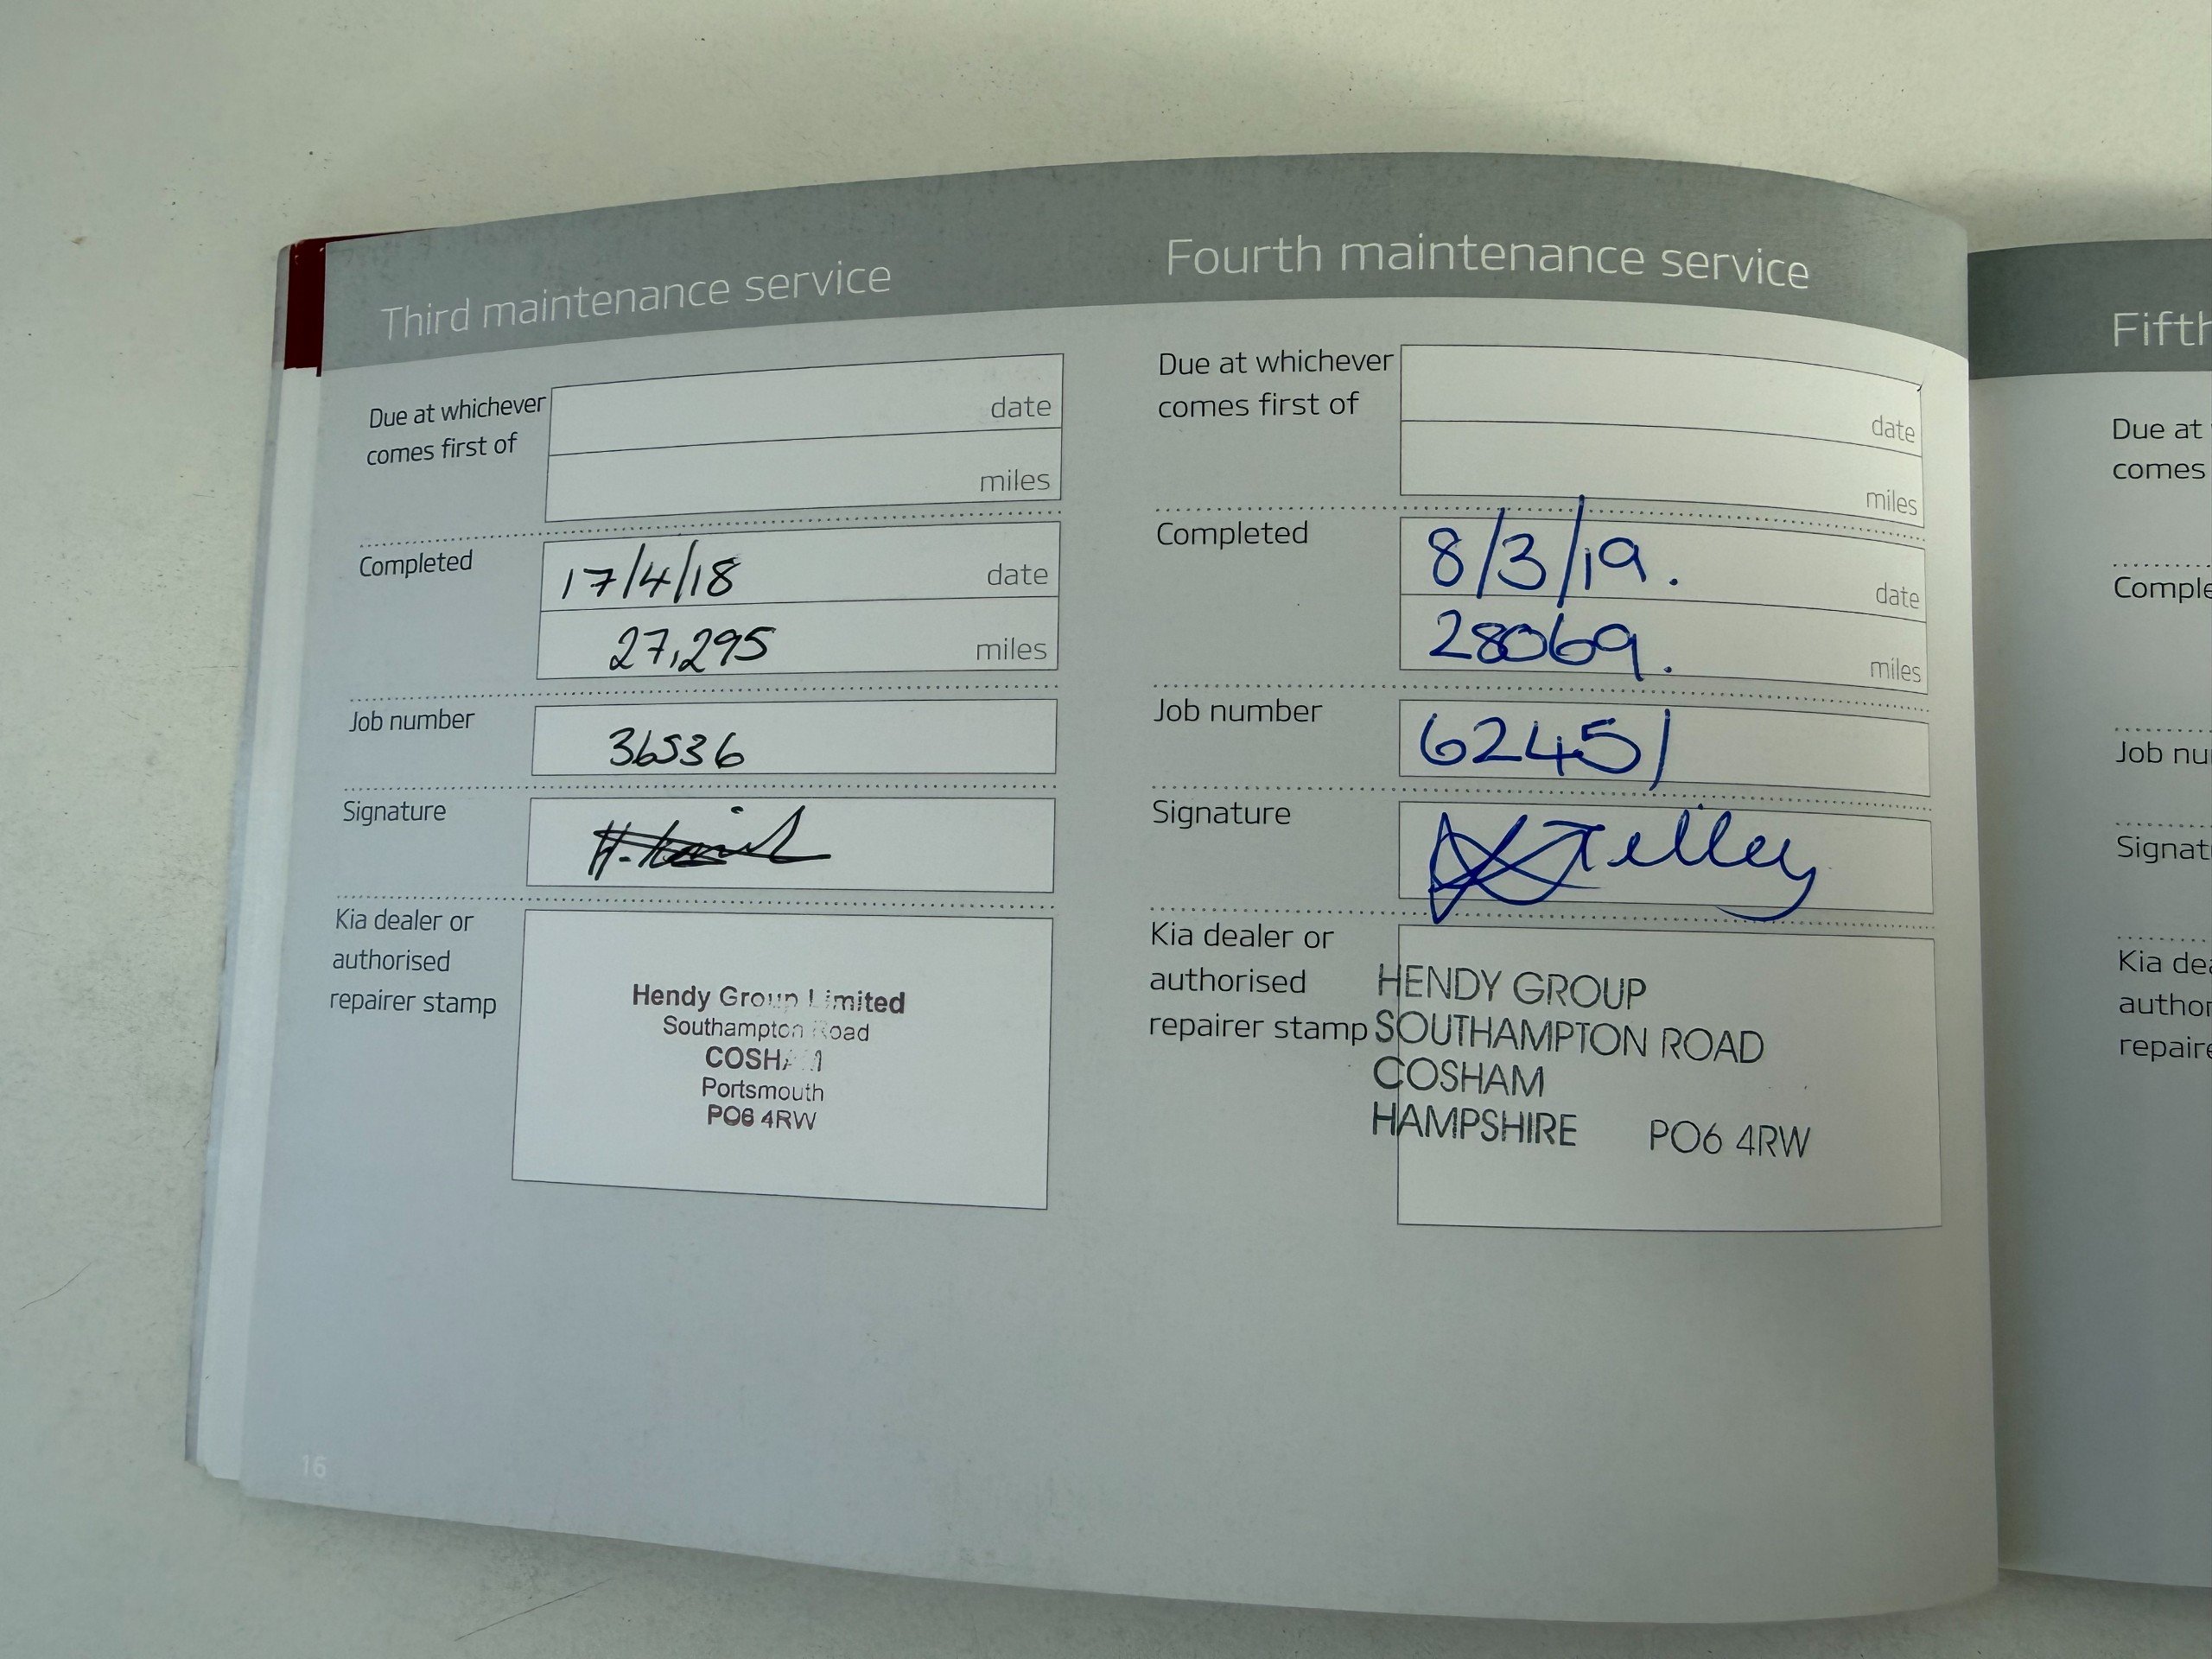 Third maintenance service
Due at whichever
comes first of
date
miles
Completed
17/4/18
date
27,295
miles
Job number
36536
Signature
Kia dealer or
authorised
repairer stamp
Hendy Group Limited
Southampton Road
COSHAM
Portsmouth
PO6 4RW
16
Fourth maintenance service
Due at whichever
comes first of
date
miles
Completed
8/3/19.
date
28069.
miles
Job number
62451
Signature
Kia dealer or
authorised
repairer stamp
HENDY GROUP
SOUTHAMPTON ROAD
COSHAM
HAMPSHIRE PO6 4RW
Fifth
Due at
comes
Comple
Job nu
Signat
Kia dea
author
repaire